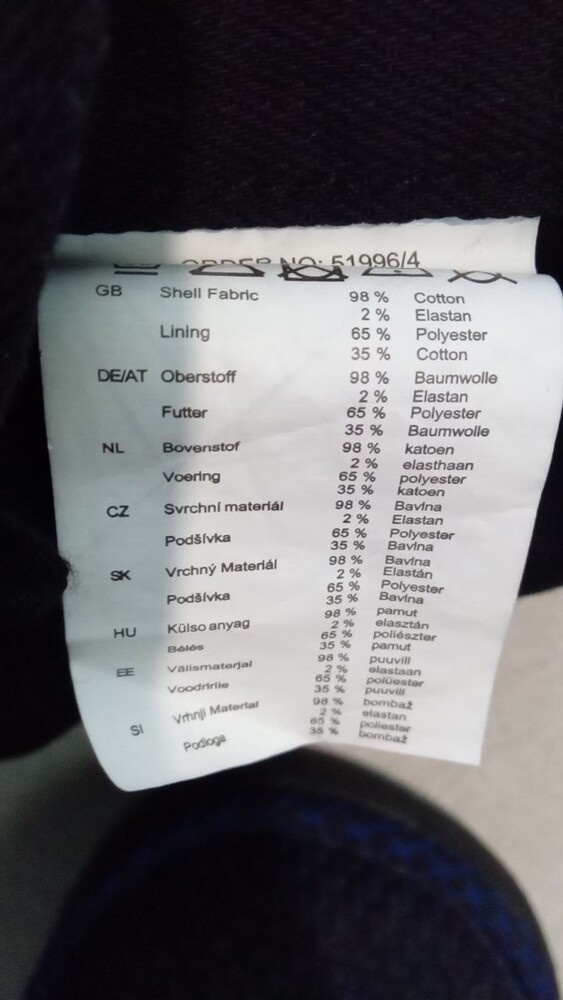 ORDER NO: 51996/4
GB Shell Fabric 98 % Cotton
2 % Elastan
Lining 65 % Polyester
35 % Cotton
DE/AT Oberstoff 98 % Baumwolle
2 % Elastan
Futter 65 % Polyester
35 % Baumwolle
NL Bovenstof 98 % katoen
2 % elasthaan
Voering 65 % polyester
35 % katoen
CZ Svrchní materiál 98 % Bavlna
2 % Elastan
Podšívka 65 % Polyester
35 % Bavlna
SK Vrchný Materiál 98 % Bavlna
2 % Elastán
Podšívka 65 % Polyester
35 % Bavlna
HU Külso anyag 98 % pamut
2 % elasztán
Bélés 65 % poliészter
35 % pamut
EE Välismaterjal 98 % puuvill
2 % elastaan
Voodririie 65 % polüester
35 % puuvill
SI Vrhnji Material 98 % bombaž
2 % elastan
Podloga 65 % poliester
35 % bombaž